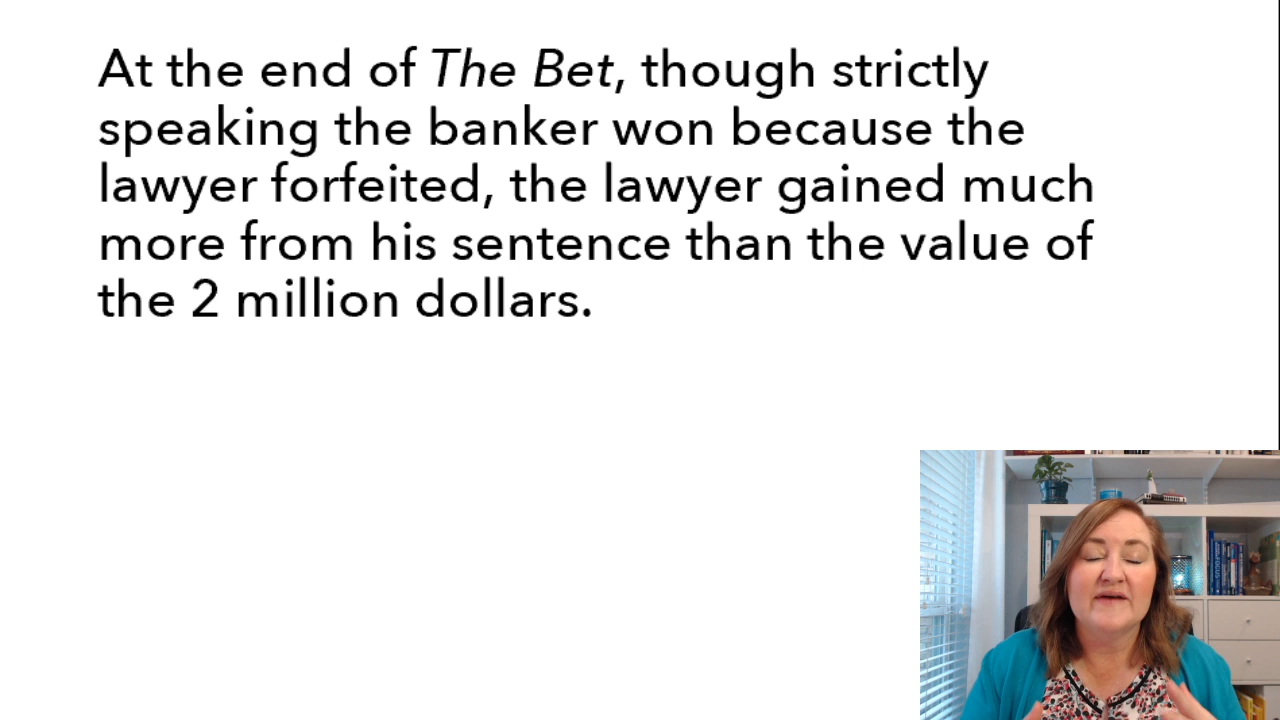 At the end of The Bet, though strictly
speaking the banker won because the
lawyer forfeited, the lawyer gained much
more from his sentence than the value of
the 2 million dollars.